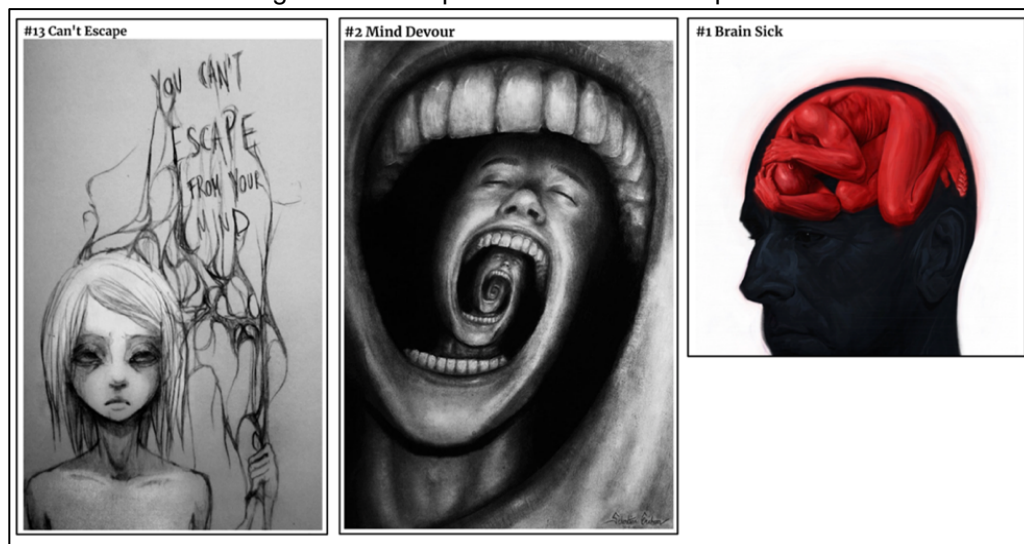 #13 Can't Escape
YOU CAN'T
ESCAPE
FROM YOUR
MIND
#2 Mind Devour
#1 Brain Sick